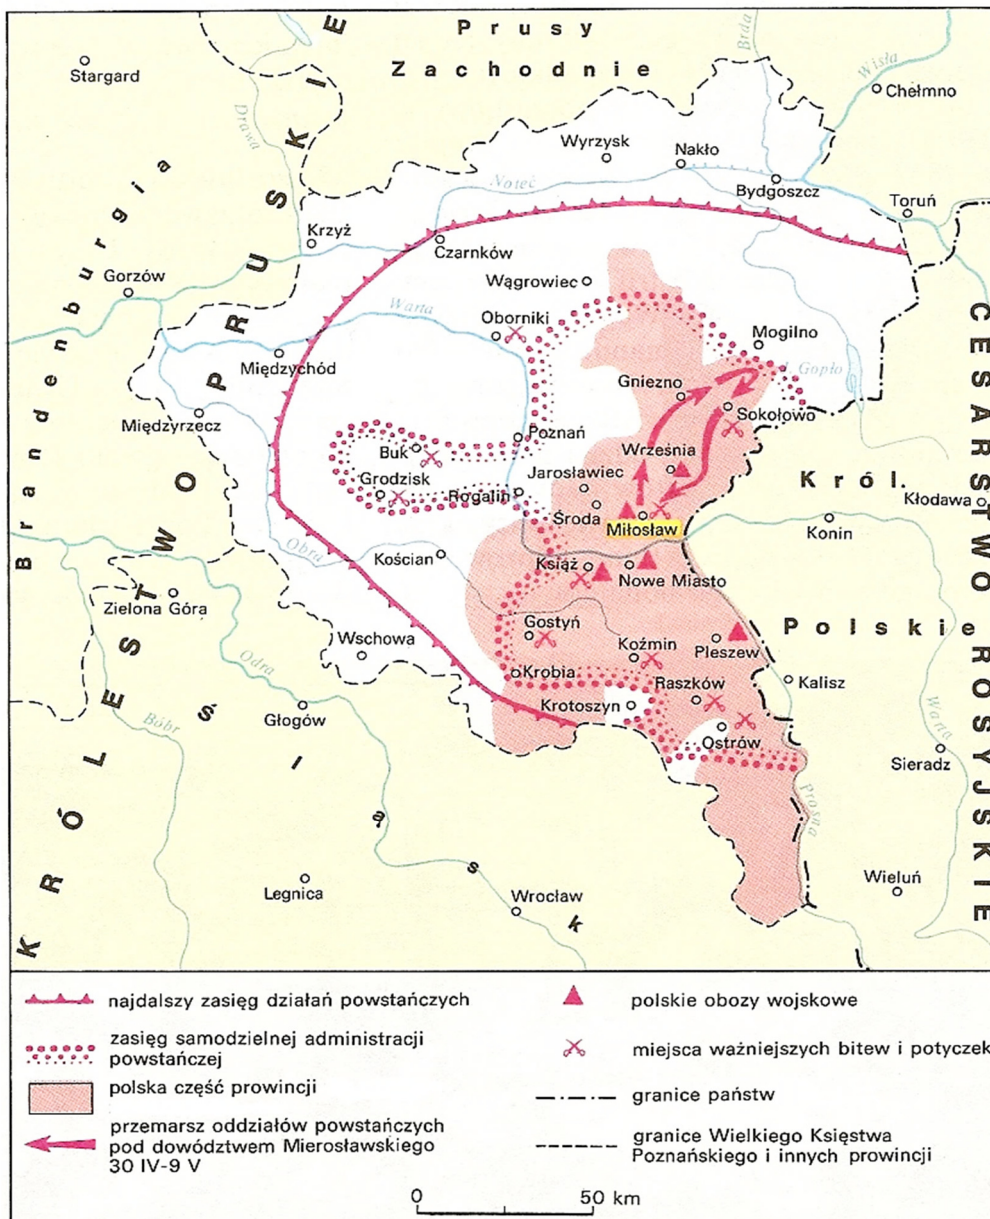 Prusy
Zachodnie
Brda
Wisła
Stargard
Chełmno
Drawa
Wyrzysk
Nakło
Noteć
Bydgoszcz
Toruń
Krzyż
Czarnków
Gorzów
Wągrowiec
Warta
Oborniki
Mogilno
Międzychód
J. Gopło
Gniezno
Międzyrzecz
Sokołowo
Poznań
Buk
Września
Grodzisk
Jarosławiec
Rogalin
Król.
Kłodawa
Środa
Miłosław
Konin
Obra
Kościan
Książ
Nowe Miasto
Zielona Góra
Gostyń
Polskie
Wschowa
Koźmin
Pleszew
Odra
Krobia
Raszków
Kalisz
Głogów
Krotoszyn
Bóbr
Ostrów
Warta
Sieradz
Prosna
Legnica
Wrocław
Wieluń
Brandenburgia
KRÓLESTWO PRUSKIE
Śląsk
CESARSTWO ROSYJSKIE
najdalszy zasięg działań powstańczych
zasięg samodzielnej administracji
powstańczej
polska część prowincji
przemarsz oddziałów powstańczych
pod dowództwem Mierosławskiego
30 IV-9 V
polskie obozy wojskowe
miejsca ważniejszych bitew i potyczek
granice państw
granice Wielkiego Księstwa
Poznańskiego i innych prowincji
0 50 km